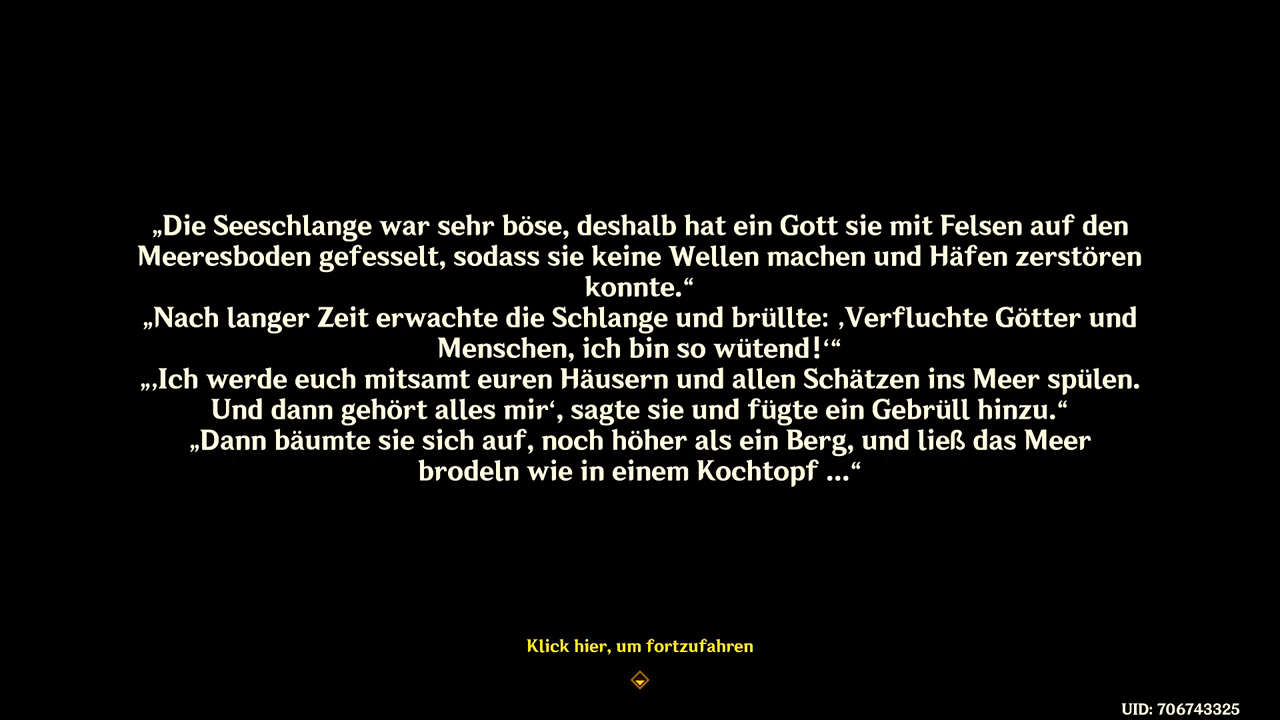 „Die Seeschlange war sehr böse, deshalb hat ein Gott sie mit Felsen auf den
Meeresboden gefesselt, sodass sie keine Wellen machen und Häfen zerstören
konnte.“
„Nach langer Zeit erwachte die Schlange und brüllte: ‚Verfluchte Götter und
Menschen, ich bin so wütend!‘“
„‚Ich werde euch mitsamt euren Häusern und allen Schätzen ins Meer spülen.
Und dann gehört alles mir‘, sagte sie und fügte ein Gebrüll hinzu.“
„Dann bäumte sie sich auf, noch höher als ein Berg, und ließ das Meer
brodeln wie in einem Kochtopf ...“
Klick hier, um fortzufahren
UID: 706743325